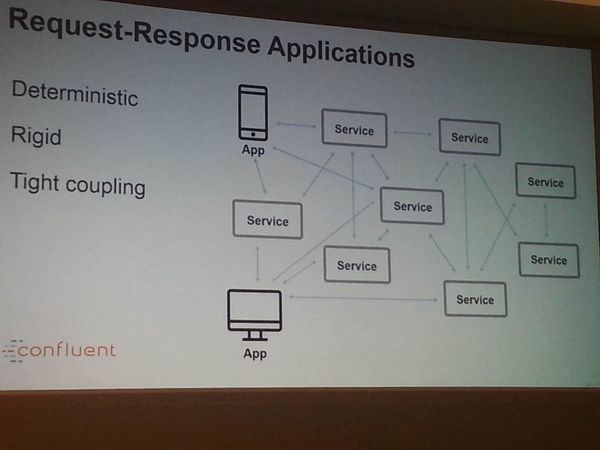 Request-Response Applications
Deterministic
Rigid
Tight coupling
App
Service
Service
Service
Service
Service
Service
Service
Service
App
confluent